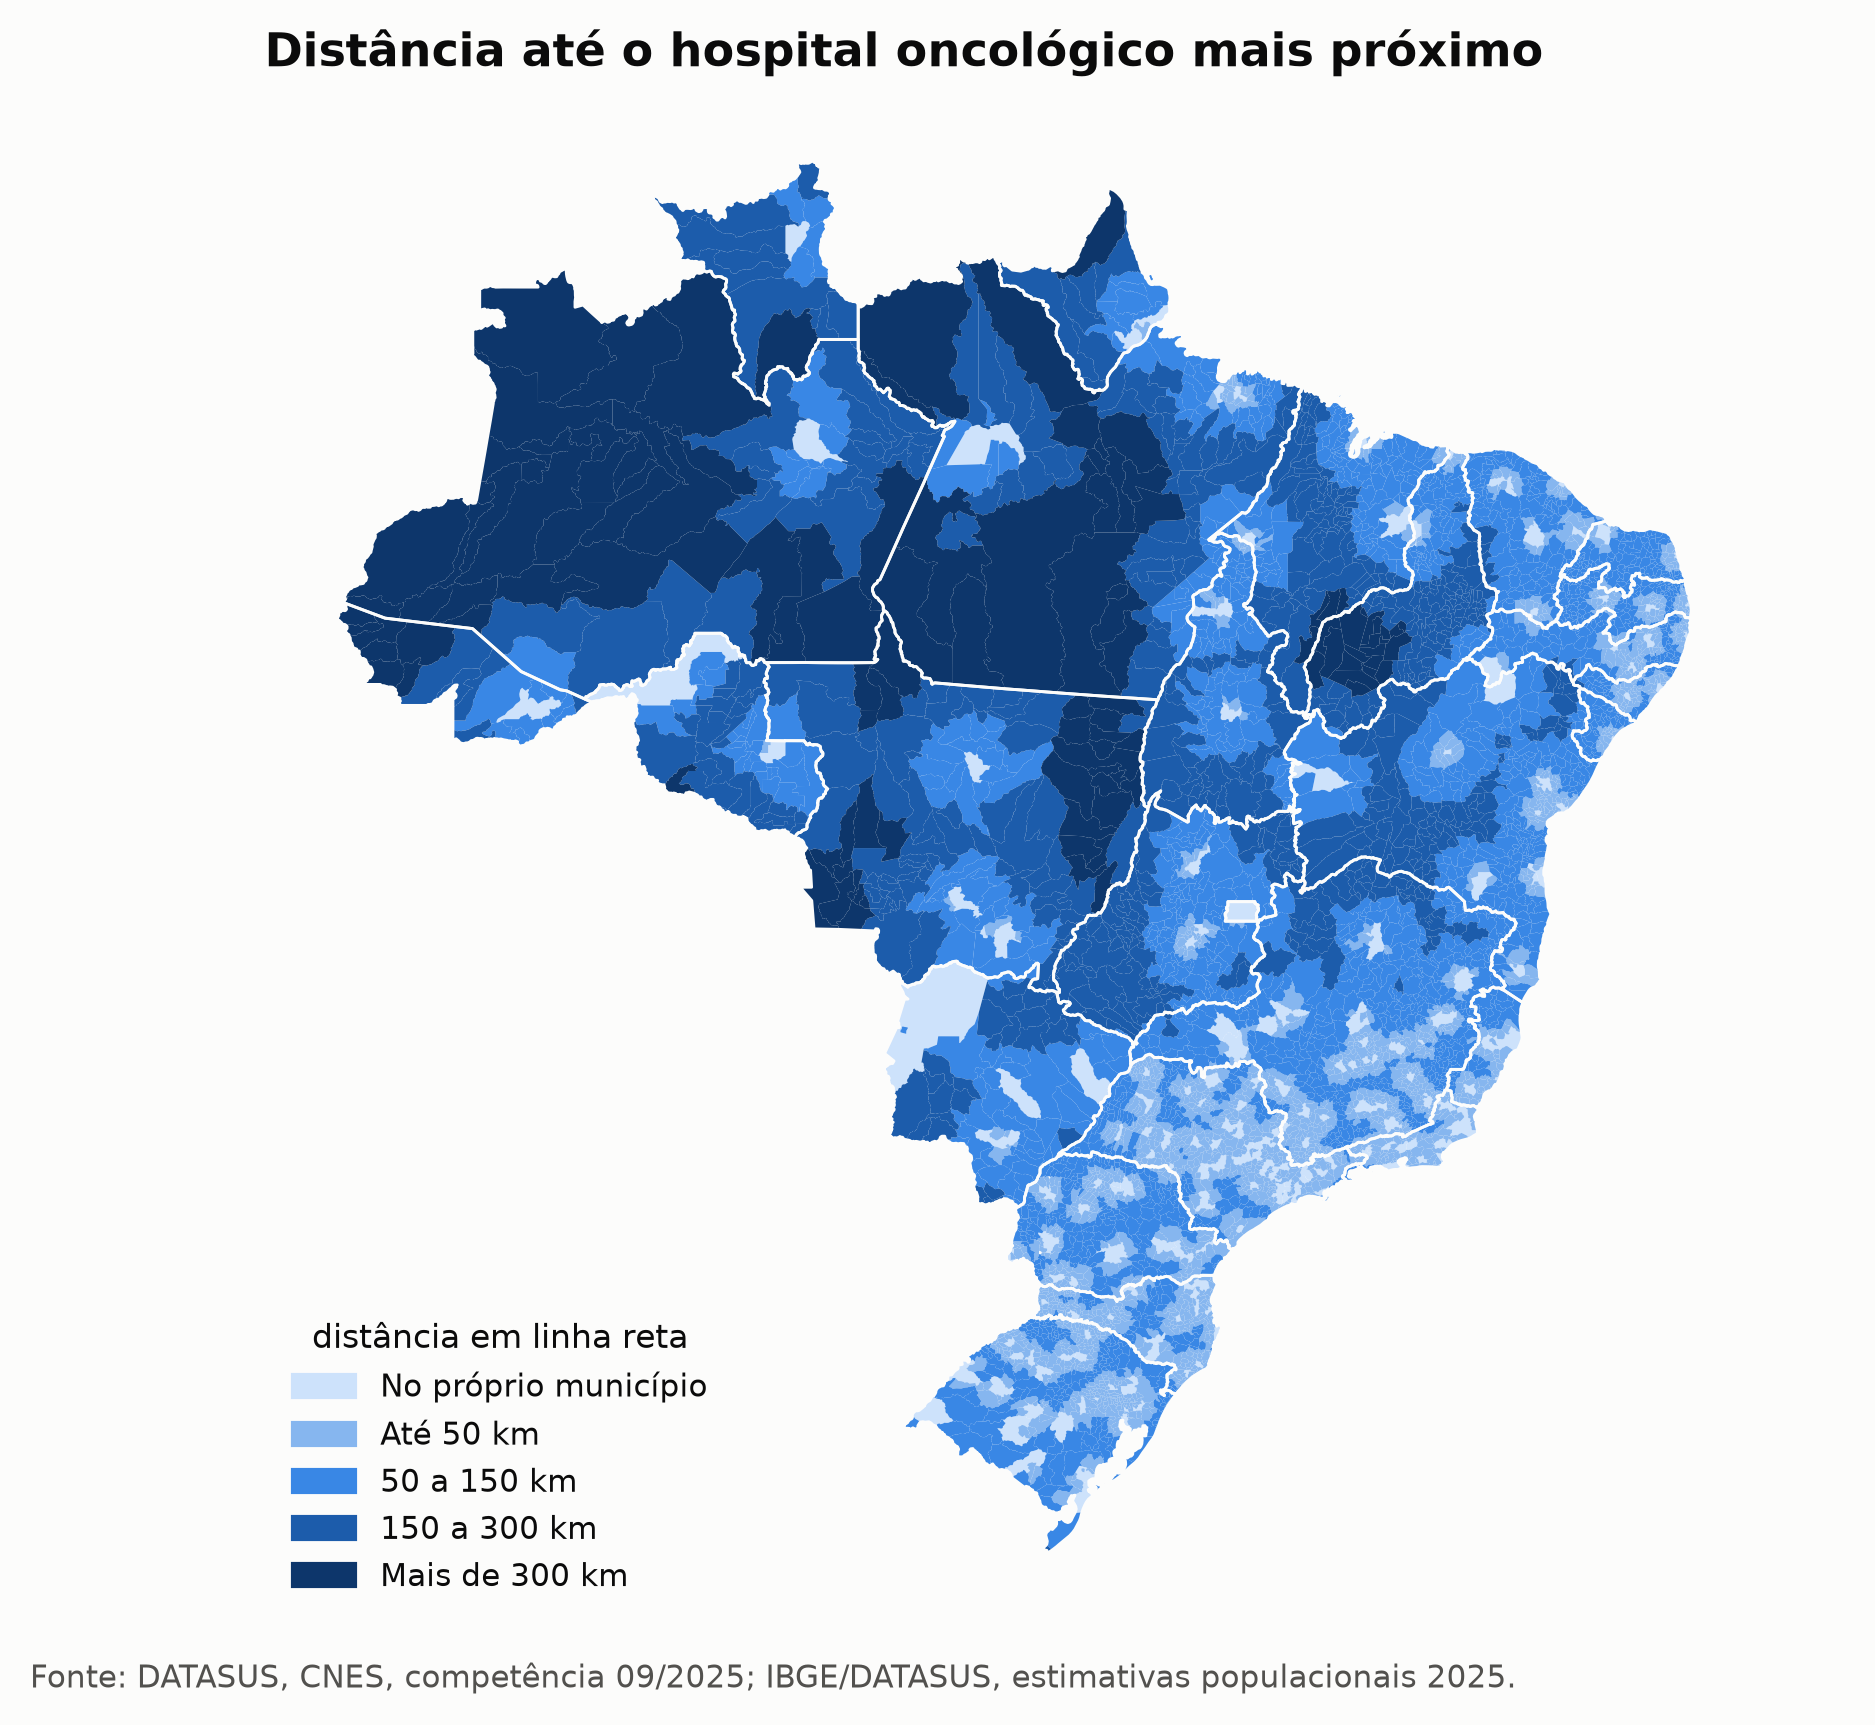 Distância até o hospital oncológico mais próximo
distância em linha reta
No próprio município
Até 50 km
50 a 150 km
150 a 300 km
Mais de 300 km
Fonte: DATASUS, CNES, competência 09/2025; IBGE/DATASUS, estimativas populacionais 2025.